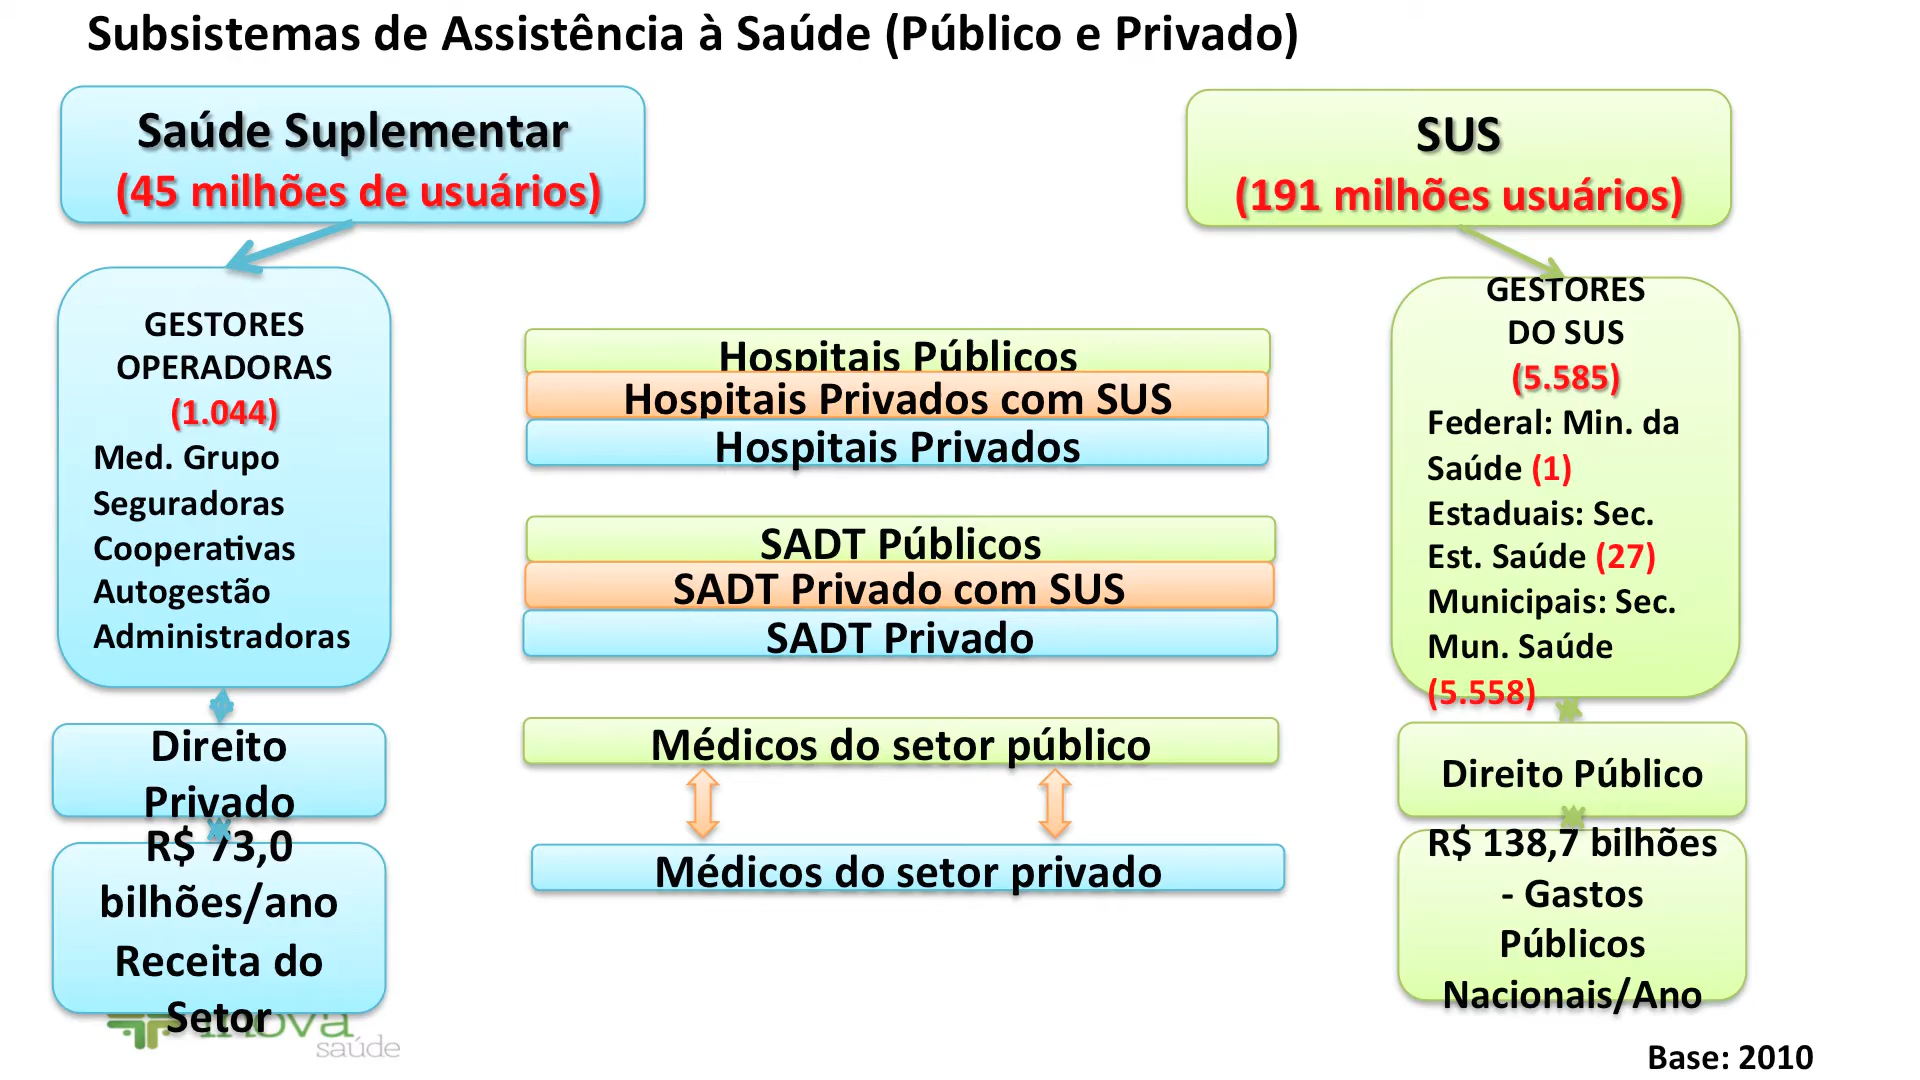 Subsistemas de Assistência à Saúde (Público e Privado)
Saúde Suplementar
(45 milhões de usuários)
SUS
(191 milhões usuários)
GESTORES
OPERADORAS
(1.044)
Med. Grupo
Seguradoras
Cooperativas
Autogestão
Administradoras
Direito
Privado
R$ 73,0
bilhões/ano
Receita do
Setor
Hospitais Públicos
Hospitais Privados com SUS
Hospitais Privados
SADT Públicos
SADT Privado com SUS
SADT Privado
Médicos do setor público
Médicos do setor privado
GESTORES
DO SUS
(5.585)
Federal: Min. da
Saúde (1)
Estaduais: Sec.
Est. Saúde (27)
Municipais: Sec.
Mun. Saúde
(5.558)
Direito Público
R$ 138,7 bilhões
- Gastos
Públicos
Nacionais/Ano
inova
saúde
Base: 2010